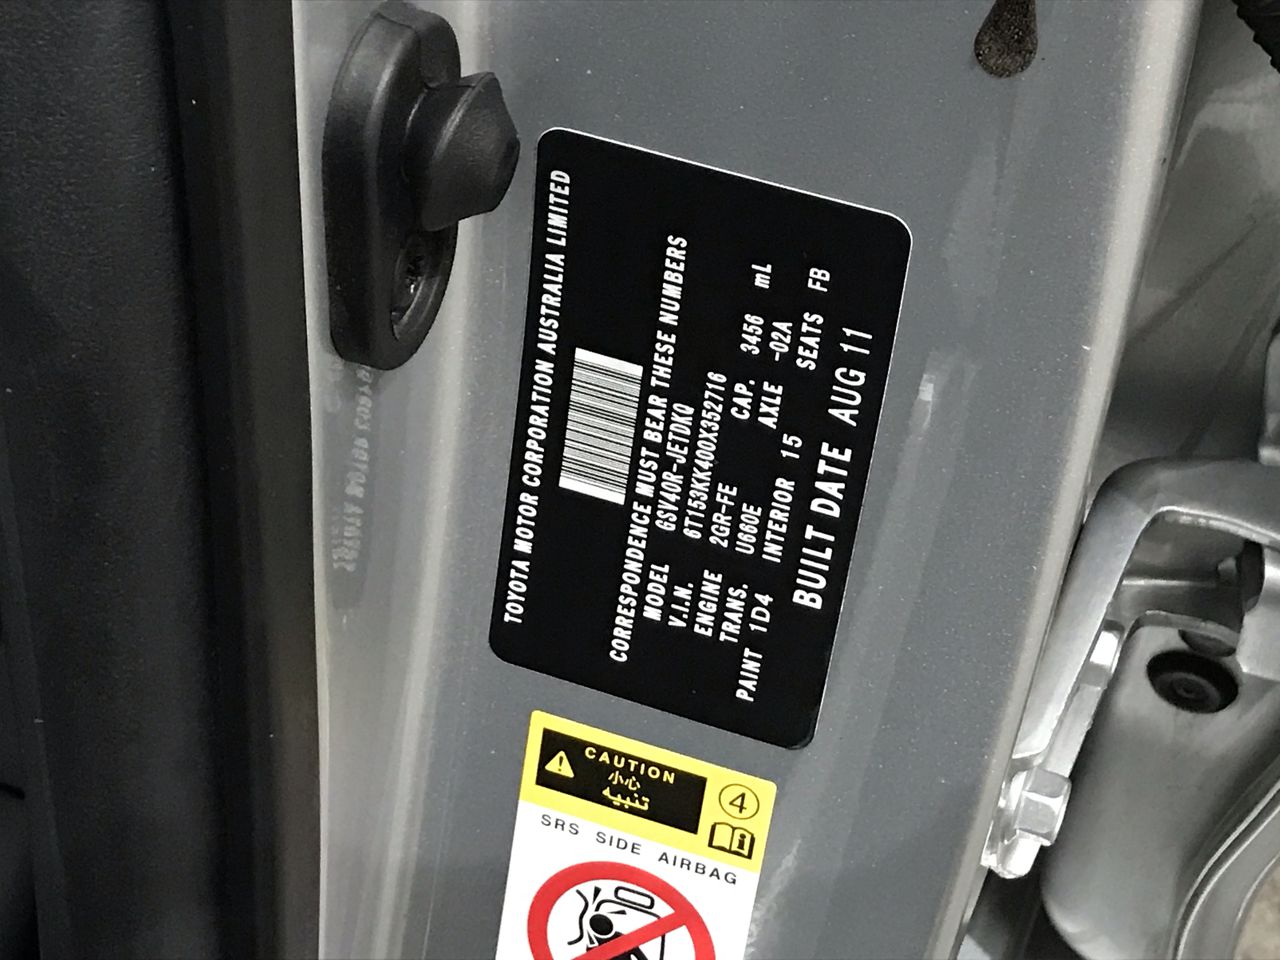 TOYOTA MOTOR CORPORATION AUSTRALIA LIMITED
CORRESPONDENCE MUST BEAR THESE NUMBERS
MODEL GSV40R-JETDKQ
V.I.N. 6T153KK400X352716
ENGINE 2GR-FE CAP. 3456 mL
TRANS. U660E AXLE -02A
PAINT 1D4 INTERIOR 15 SEATS FB
BUILT DATE AUG 11
CAUTION
小心
تنبيه
4
SRS SIDE AIRBAG